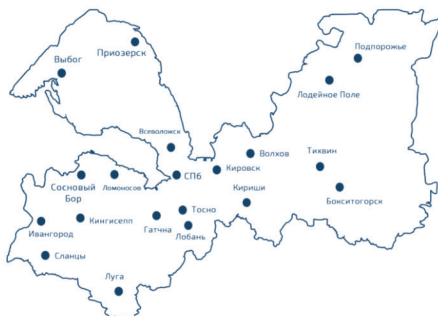 Подпорожье
Приозерск
Выбог
Лодейное Поле
Всеволожск
Волхов
Тихвин
СПб
Кировск
Сосновый
Бор
Ломоносов
Кириши
Бокситогорск
Тосно
Кингисепп
Гатчна
Ивангород
Лобань
Сланцы
Луга